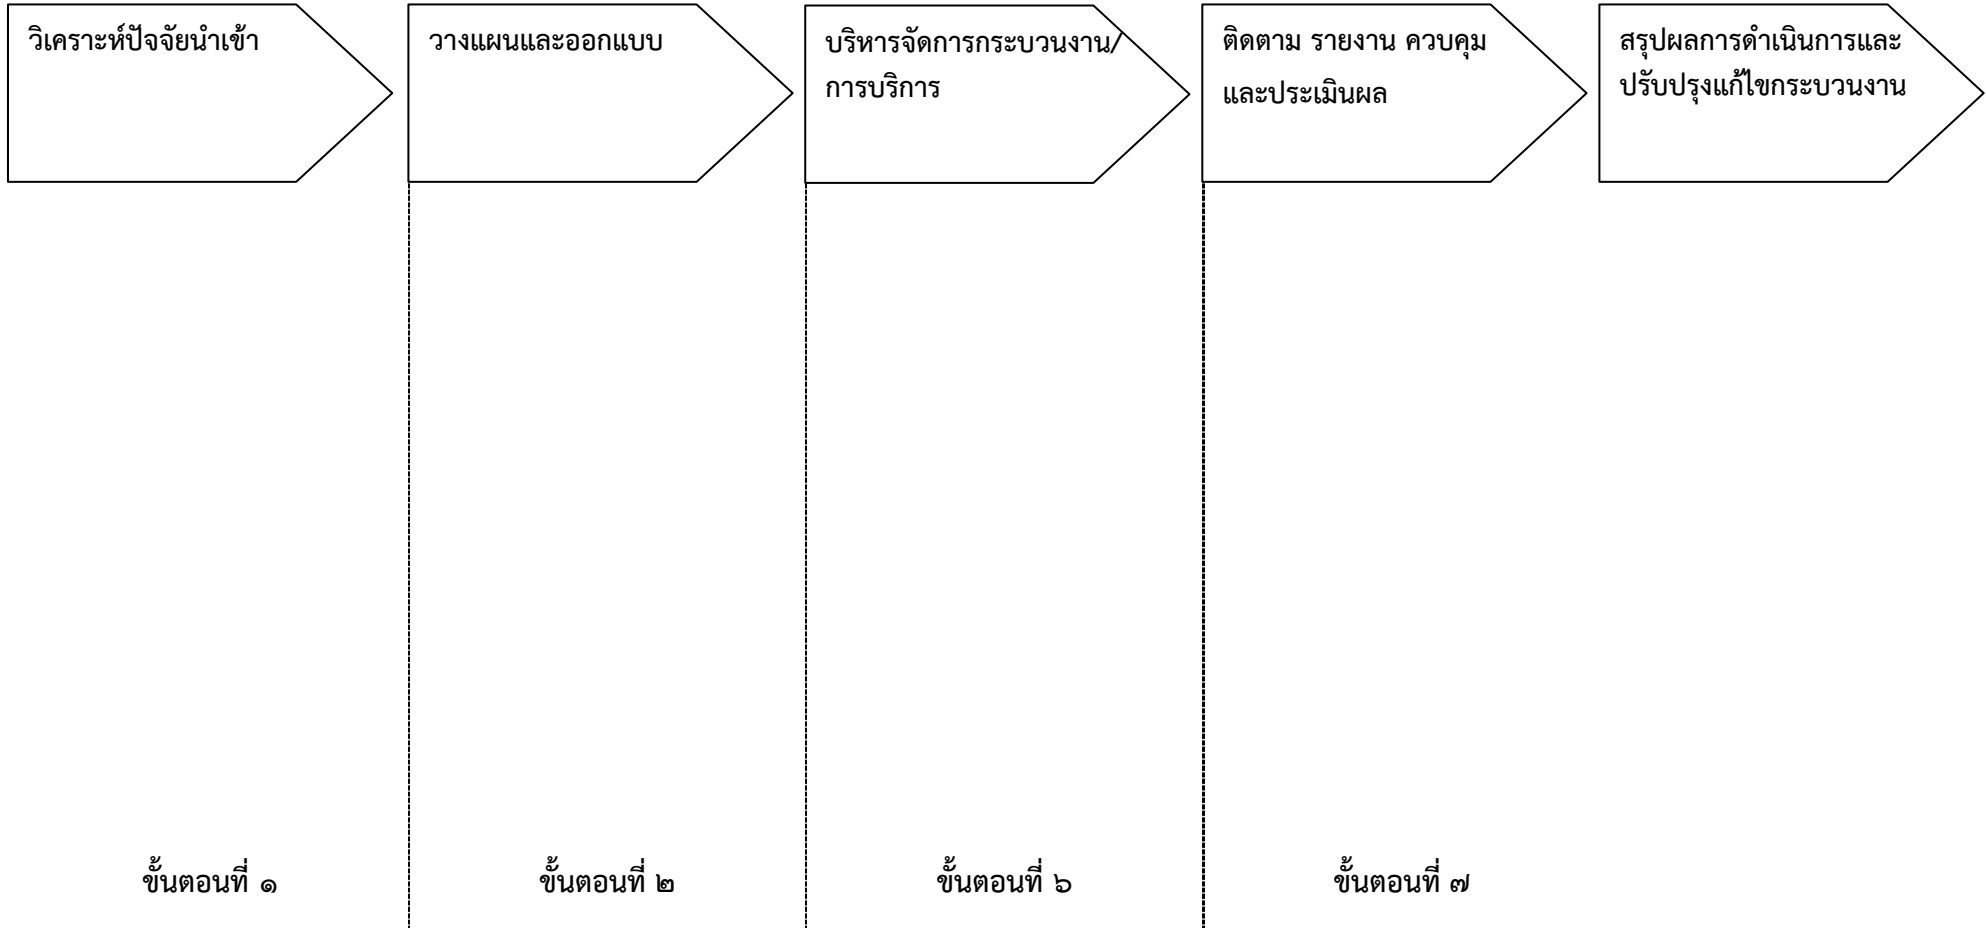 วิเคราะห์ปัจจัยนำเข้า
วางแผนและออกแบบ
บริหารจัดการกระบวนงาน/
การบริการ
ติดตาม รายงาน ควบคุม
และประเมินผล
สรุปผลการดำเนินการและ
ปรับปรุงแก้ไขกระบวนงาน
ขั้นตอนที่ ๑
ขั้นตอนที่ ๒
ขั้นตอนที่ ๖
ขั้นตอนที่ ๗